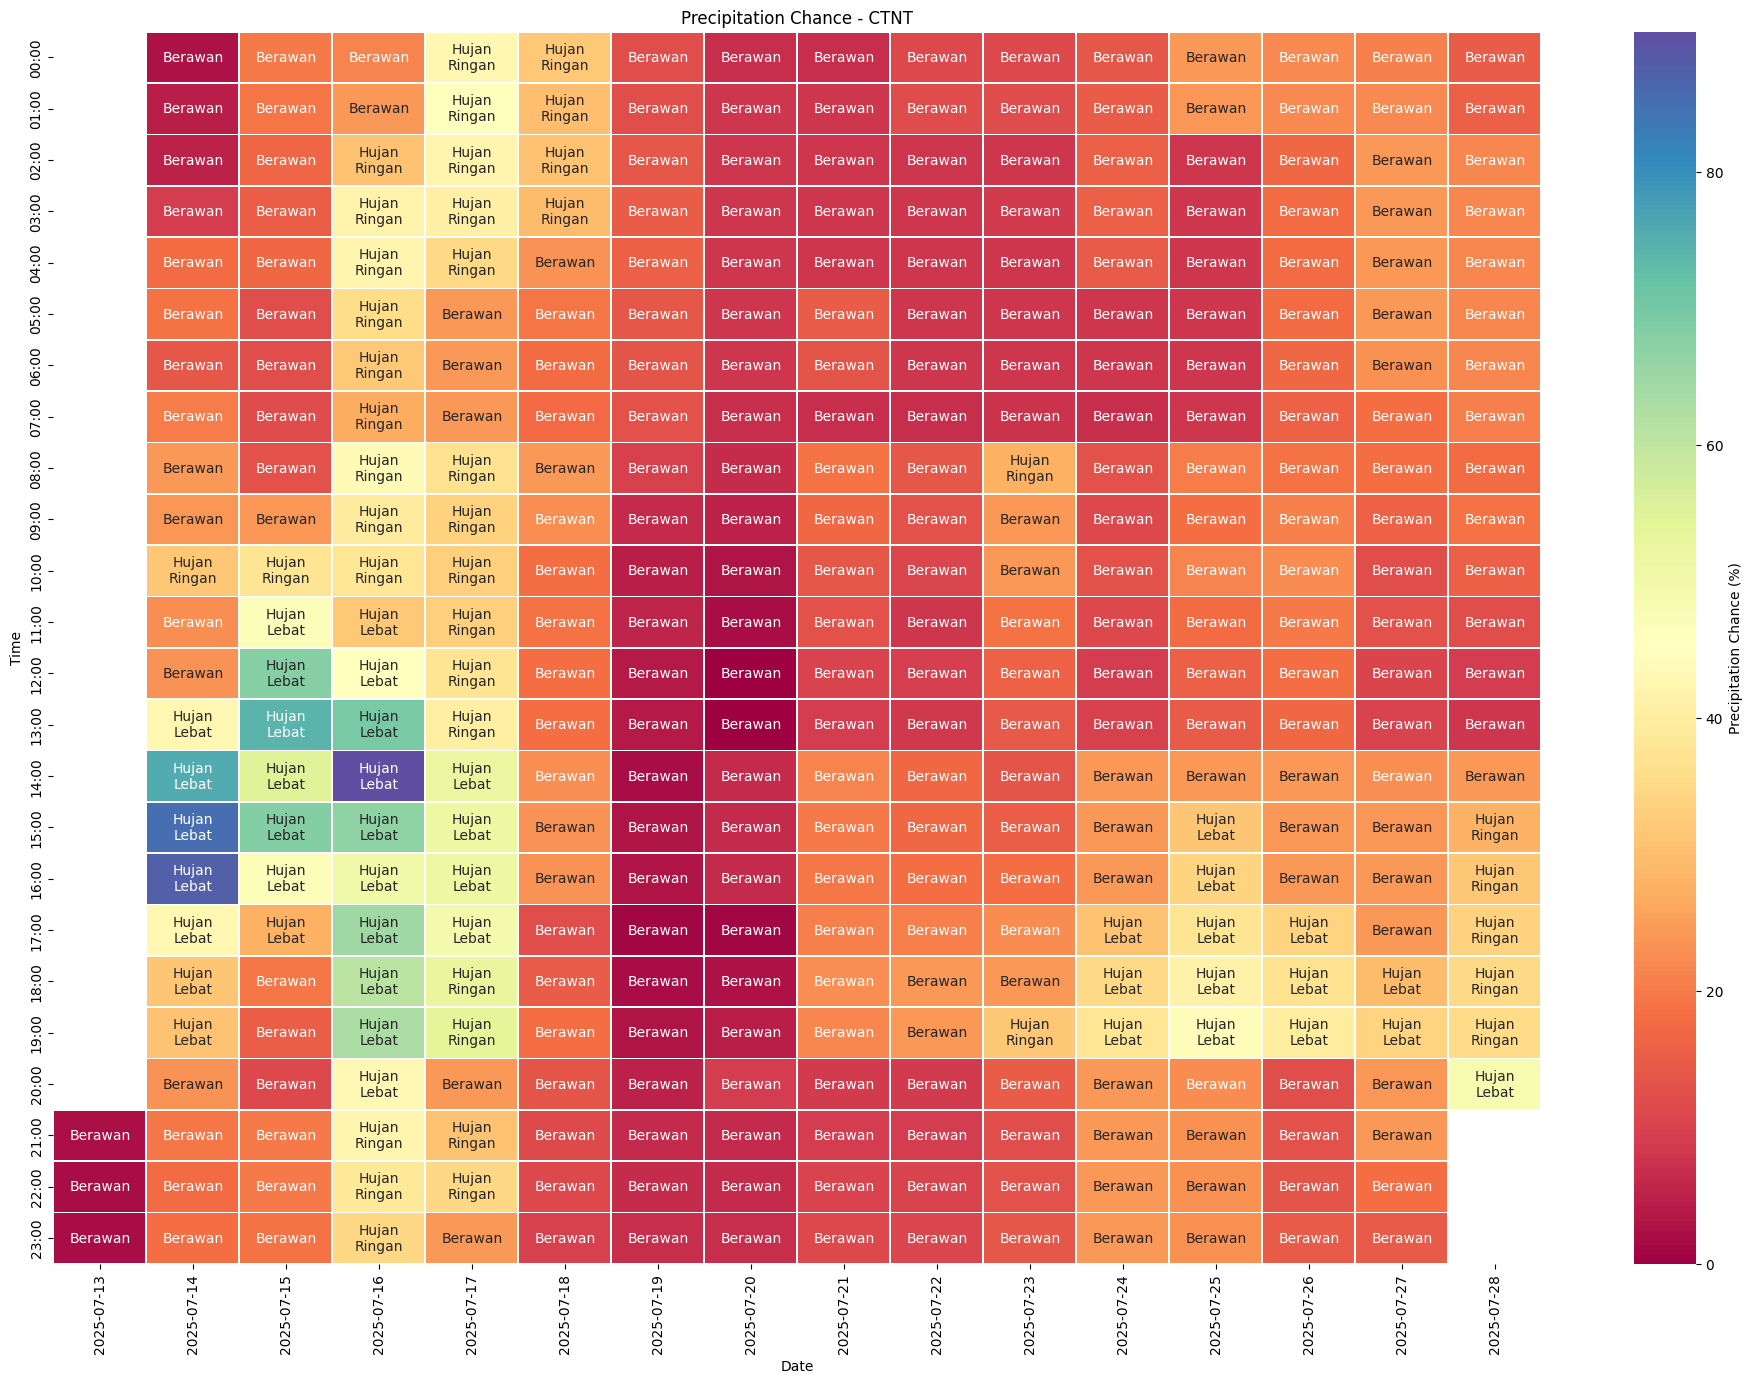 Precipitation Chance - CTNT
00:00 Berawan Berawan Berawan Hujan Ringan Hujan Ringan Berawan Berawan Berawan Berawan Berawan Berawan Berawan Berawan Berawan Berawan
01:00 Berawan Berawan Berawan Hujan Ringan Hujan Ringan Berawan Berawan Berawan Berawan Berawan Berawan Berawan Berawan Berawan Berawan
02:00 Berawan Berawan Hujan Ringan Hujan Ringan Hujan Ringan Berawan Berawan Berawan Berawan Berawan Berawan Berawan Berawan Berawan Berawan
03:00 Berawan Berawan Hujan Ringan Hujan Ringan Hujan Ringan Berawan Berawan Berawan Berawan Berawan Berawan Berawan Berawan Berawan Berawan
04:00 Berawan Berawan Hujan Ringan Hujan Ringan Berawan Berawan Berawan Berawan Berawan Berawan Berawan Berawan Berawan Berawan Berawan
05:00 Berawan Berawan Hujan Ringan Berawan Berawan Berawan Berawan Berawan Berawan Berawan Berawan Berawan Berawan Berawan Berawan
06:00 Berawan Berawan Hujan Ringan Berawan Berawan Berawan Berawan Berawan Berawan Berawan Berawan Berawan Berawan Berawan Berawan
07:00 Berawan Berawan Hujan Ringan Berawan Berawan Berawan Berawan Berawan Berawan Berawan Berawan Berawan Berawan Berawan Berawan
08:00 Berawan Berawan Hujan Ringan Hujan Ringan Berawan Berawan Berawan Berawan Berawan Hujan Ringan Berawan Berawan Berawan Berawan Berawan
09:00 Berawan Berawan Hujan Ringan Hujan Ringan Berawan Berawan Berawan Berawan Berawan Berawan Berawan Berawan Berawan Berawan Berawan
10:00 Hujan Ringan Hujan Ringan Hujan Ringan Hujan Ringan Berawan Berawan Berawan Berawan Berawan Berawan Berawan Berawan Berawan Berawan Berawan
11:00 Berawan Hujan Lebat Hujan Lebat Hujan Ringan Berawan Berawan Berawan Berawan Berawan Berawan Berawan Berawan Berawan Berawan Berawan
12:00 Berawan Hujan Lebat Hujan Lebat Hujan Ringan Berawan Berawan Berawan Berawan Berawan Berawan Berawan Berawan Berawan Berawan Berawan
13:00 Hujan Lebat Hujan Lebat Hujan Lebat Hujan Ringan Berawan Berawan Berawan Berawan Berawan Berawan Berawan Berawan Berawan Berawan Berawan
14:00 Hujan Lebat Hujan Lebat Hujan Lebat Hujan Lebat Berawan Berawan Berawan Berawan Berawan Berawan Berawan Berawan Berawan Berawan Berawan
15:00 Hujan Lebat Hujan Lebat Hujan Lebat Hujan Lebat Berawan Berawan Berawan Berawan Berawan Berawan Berawan Hujan Lebat Berawan Berawan Hujan Ringan
16:00 Hujan Lebat Hujan Lebat Hujan Lebat Hujan Lebat Berawan Berawan Berawan Berawan Berawan Berawan Berawan Hujan Lebat Berawan Berawan Hujan Ringan
17:00 Hujan Lebat Hujan Lebat Hujan Lebat Hujan Lebat Berawan Berawan Berawan Berawan Berawan Berawan Hujan Lebat Hujan Lebat Hujan Lebat Berawan Hujan Ringan
18:00 Hujan Lebat Berawan Hujan Lebat Hujan Ringan Berawan Berawan Berawan Berawan Berawan Berawan Hujan Lebat Hujan Lebat Hujan Lebat Hujan Lebat Hujan Ringan
19:00 Hujan Lebat Berawan Hujan Lebat Hujan Ringan Berawan Berawan Berawan Berawan Berawan Hujan Ringan Hujan Lebat Hujan Lebat Hujan Lebat Hujan Lebat Hujan Ringan
20:00 Berawan Berawan Hujan Lebat Berawan Berawan Berawan Berawan Berawan Berawan Berawan Berawan Berawan Berawan Berawan Hujan Lebat
21:00 Berawan Berawan Berawan Hujan Ringan Hujan Ringan Berawan Berawan Berawan Berawan Berawan Berawan Berawan Berawan Berawan Berawan
22:00 Berawan Berawan Berawan Hujan Ringan Hujan Ringan Berawan Berawan Berawan Berawan Berawan Berawan Berawan Berawan Berawan Berawan
23:00 Berawan Berawan Berawan Hujan Ringan Berawan Berawan Berawan Berawan Berawan Berawan Berawan Berawan Berawan Berawan Berawan
Time
2025-07-13 2025-07-14 2025-07-15 2025-07-16 2025-07-17 2025-07-18 2025-07-19 2025-07-20 2025-07-21 2025-07-22 2025-07-23 2025-07-24 2025-07-25 2025-07-26 2025-07-27 2025-07-28
Date
80
60
40
20
0
Precipitation Chance (%)